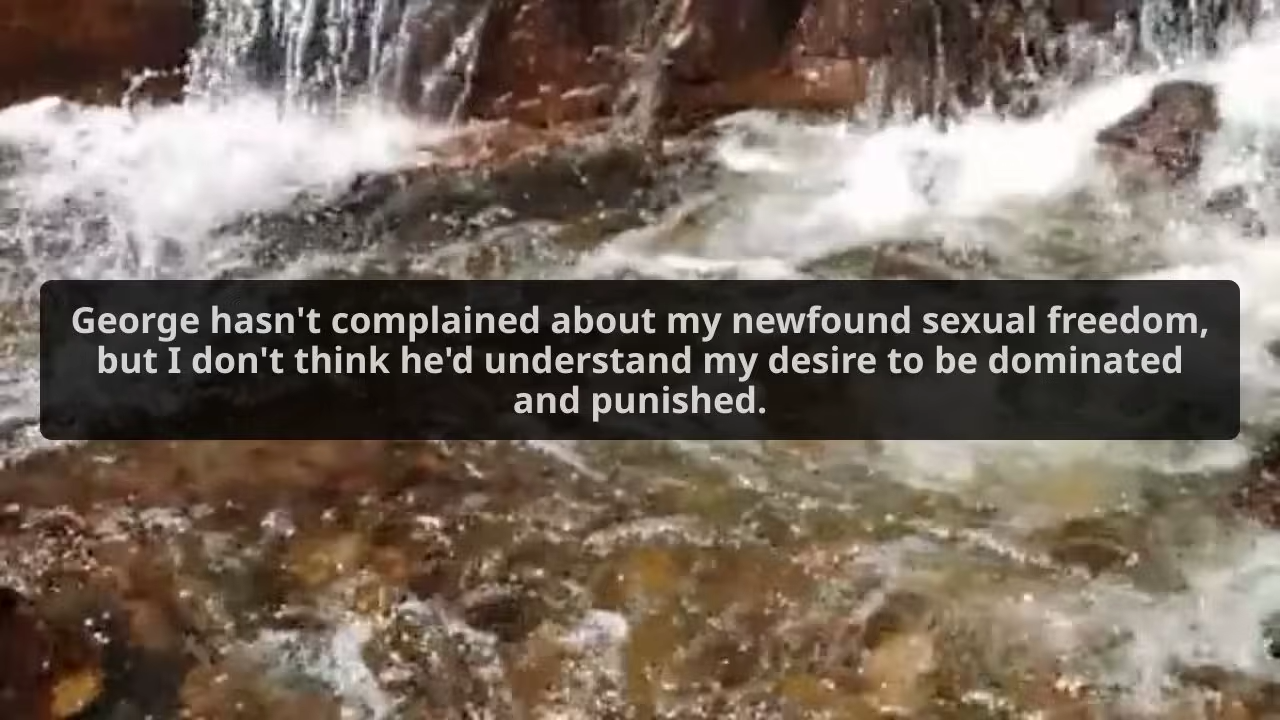 George hasn't complained about my newfound sexual freedom,
but I don't think he'd understand my desire to be dominated
and punished.